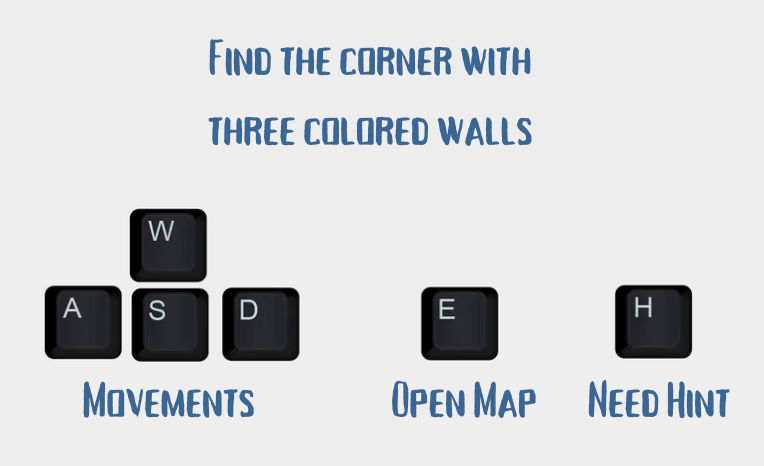 Find the corner with
three colored walls
W
A S D E H
Movements Open Map Need Hint